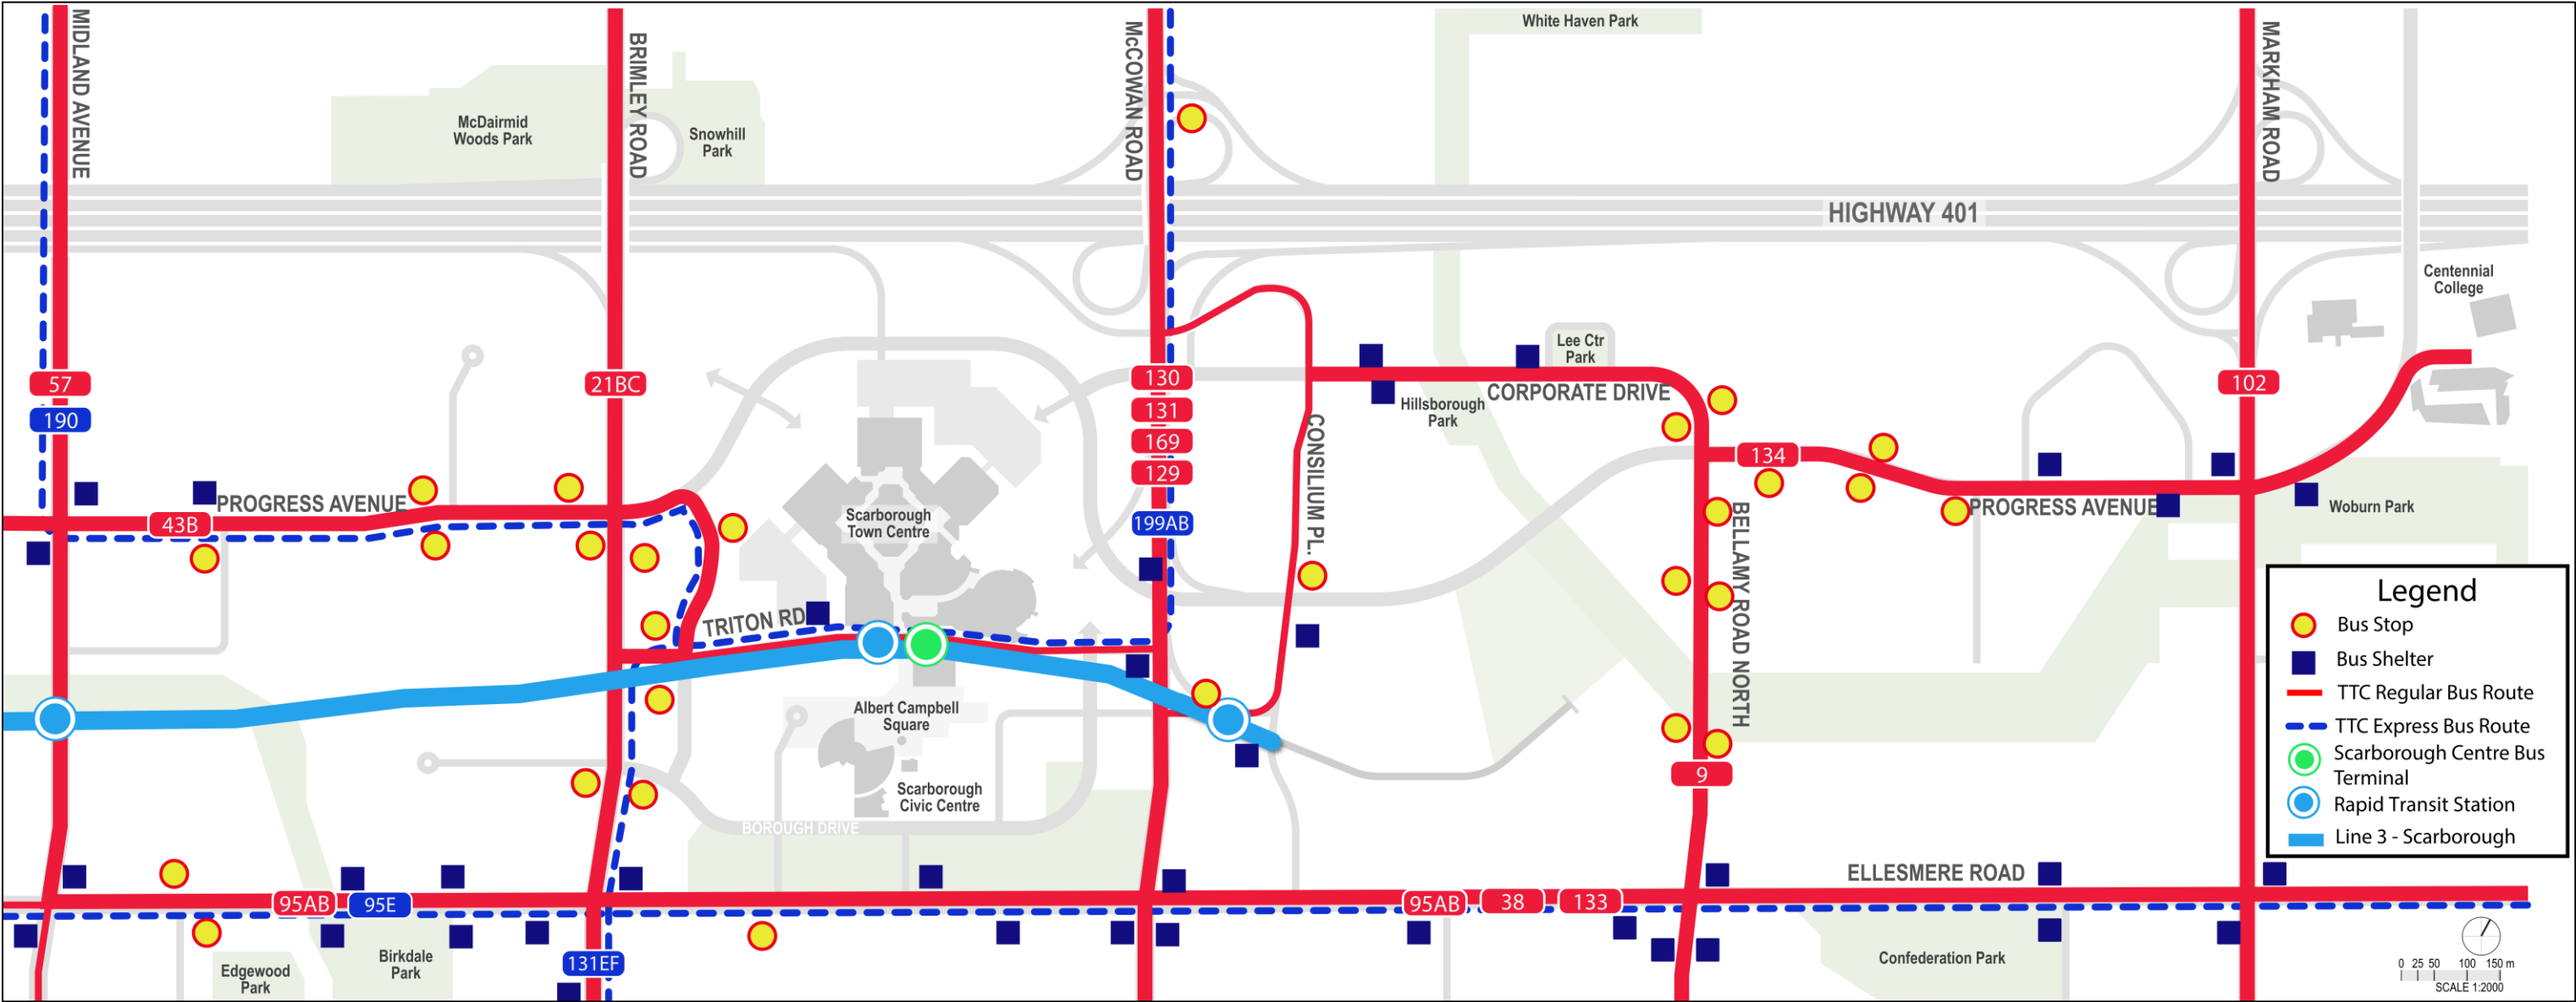 MIDLAND AVENUE
BRIMLEY ROAD
McCOWAN ROAD
MARKHAM ROAD
White Haven Park
McDairmid
Woods Park
Snowhill
Park
HIGHWAY 401
Centennial
College
Lee Ctr
Park
57
190
21BC
130
131
169
129
199AB
102
CORPORATE DRIVE
Hillsborough
Park
CONSILIUM PL.
134
PROGRESS AVENUE
43B
Scarborough
Town Centre
BELLAMY ROAD NORTH
PROGRESS AVENUE
Woburn Park
TRITON RD
Albert Campbell
Square
Scarborough
Civic Centre
BOROUGH DRIVE
9
Legend
Bus Stop
Bus Shelter
TTC Regular Bus Route
TTC Express Bus Route
Scarborough Centre Bus
Terminal
Rapid Transit Station
Line 3 - Scarborough
ELLESMERE ROAD
95AB
95E
95AB
38
133
131EF
Edgewood
Park
Birkdale
Park
Confederation Park
0 25 50 100 150 m
SCALE 1:2000